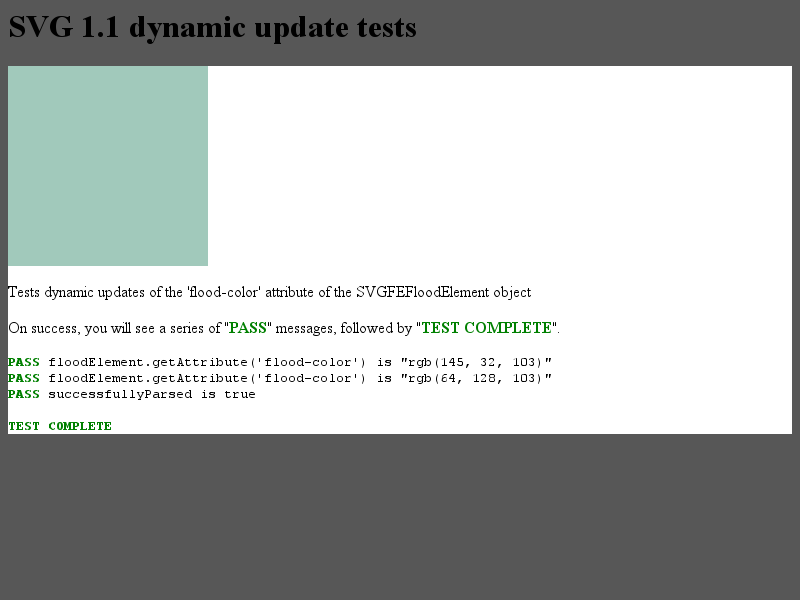 SVG 1.1 dynamic update tests
Tests dynamic updates of the 'flood-color' attribute of the SVGFEFloodElement object
On success, you will see a series of "PASS" messages, followed by "TEST COMPLETE".
PASS floodElement.getAttribute('flood-color') is "rgb(145, 32, 103)"
PASS floodElement.getAttribute('flood-color') is "rgb(64, 128, 103)"
PASS successfullyParsed is true
TEST COMPLETE